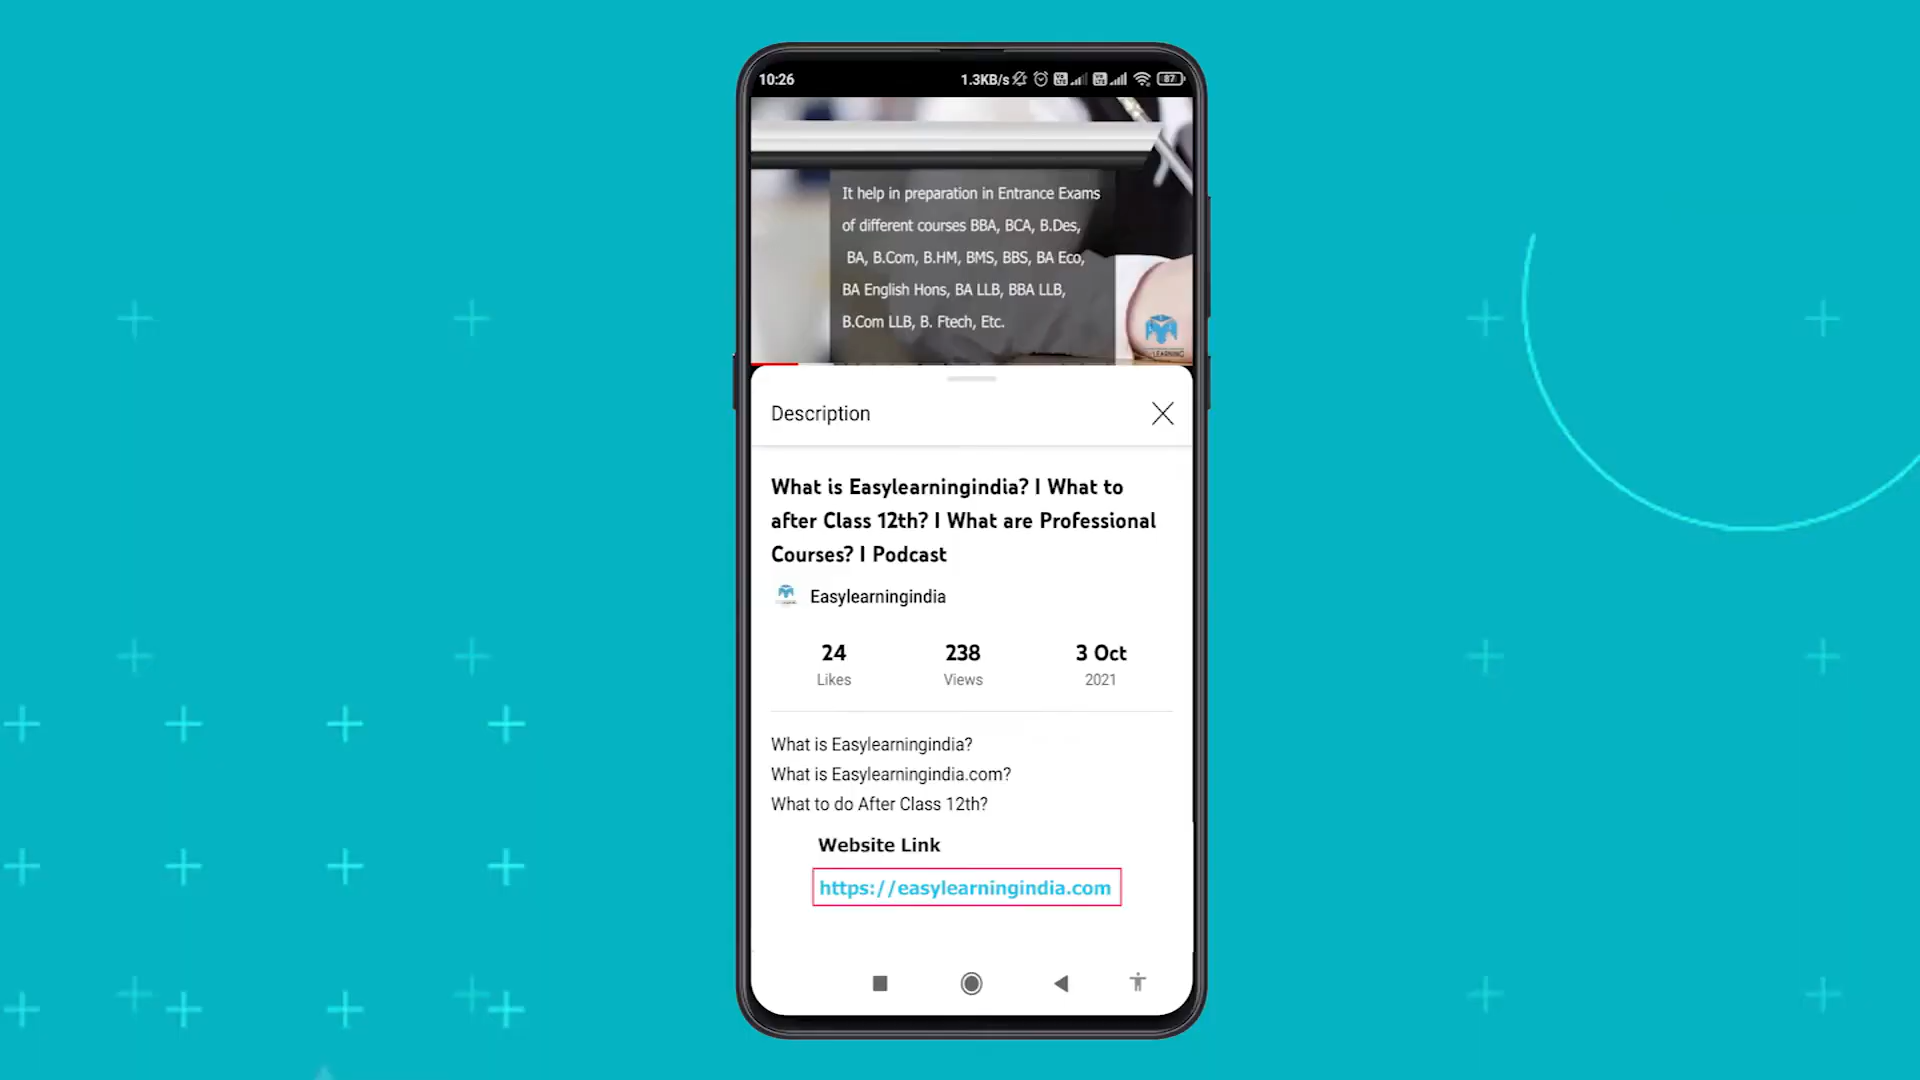 10:26
1.3KB/s
87
It help in preparation in Entrance Exams
of different courses BBA, BCA, B.Des,
BA, B.Com, B.HM, BMS, BBS, BA Eco,
BA English Hons, BA LLB, BBA LLB,
B.Com LLB, B. Ftech, Etc.
LEARNING
Description
What is Easylearningindia? I What to
after Class 12th? I What are Professional
Courses? I Podcast
Easylearningindia
24 238 3 Oct
Likes Views 2021
What is Easylearningindia?
What is Easylearningindia.com?
What to do After Class 12th?
Website Link
https://easylearningindia.com